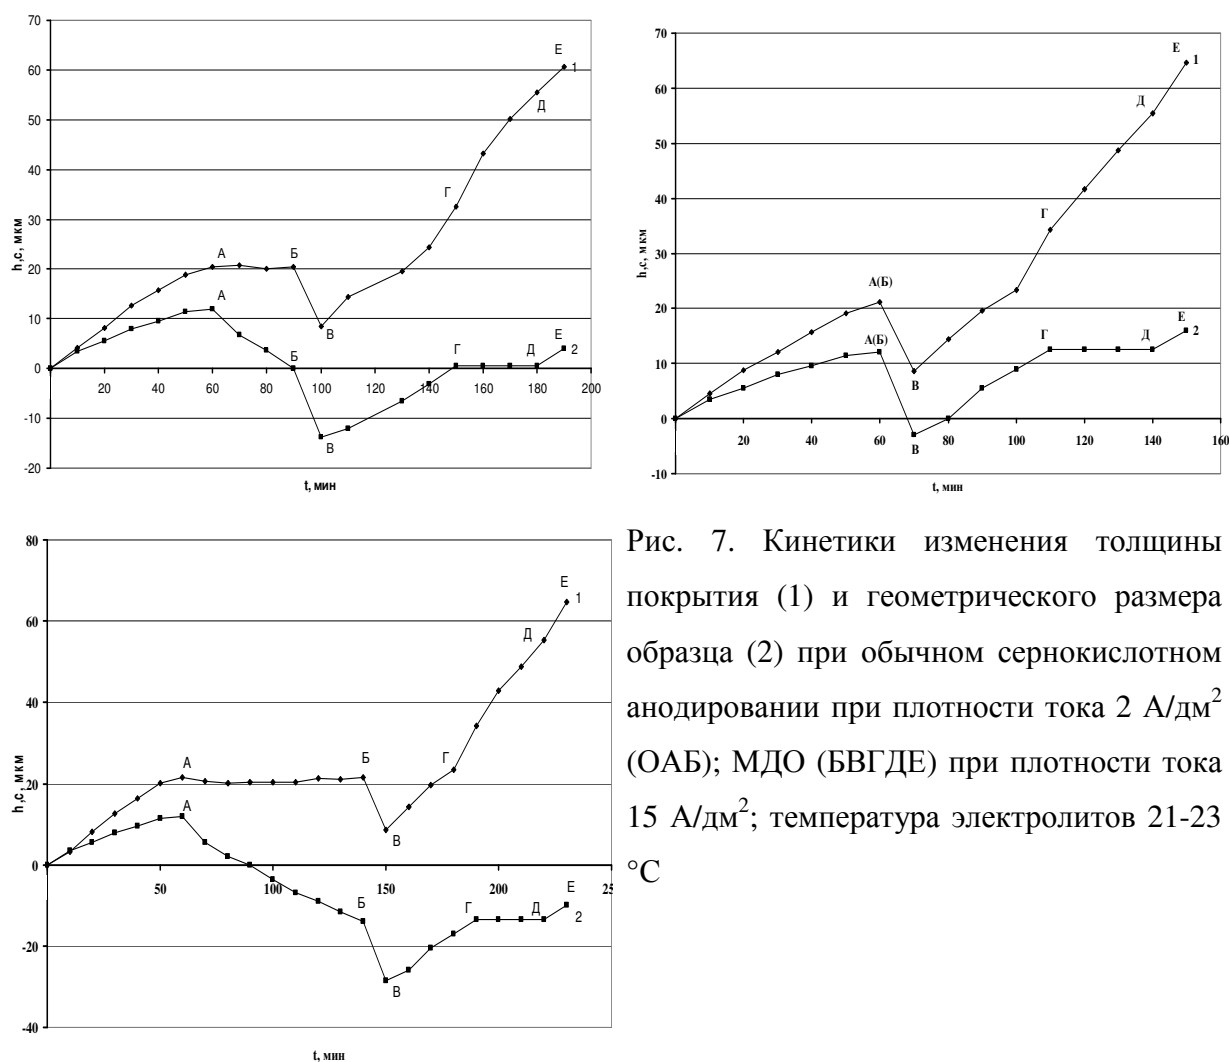 70
60
50
40
30
20
10
0
-10
-20
h,c, мкм
20 40 60 80 100 120 140 160 180 200
t, мин
А
Б
В
Г
Д
Е
1
А
Б
В
Г
Д
Е
2
70
60
50
40
30
20
10
0
-10
h,c, мкм
20 40 60 80 100 120 140 160
t, мин
А(Б)
В
Г
Д
Е
1
А(Б)
В
Г
Д
Е
2
80
60
40
20
0
-20
-40
h,c, мкм
50 100 150 200 25
t, мин
А
Б
В
Г
Д
Е
1
А
Б
В
Г
Д
Е
2
Рис. 7. Кинетики изменения толщины
покрытия (1) и геометрического размера
образца (2) при обычном сернокислотном
анодировании при плотности тока 2 А/дм²
(ОАБ); МДО (БВГДЕ) при плотности тока
15 А/дм²; температура электролитов 21-23
°С